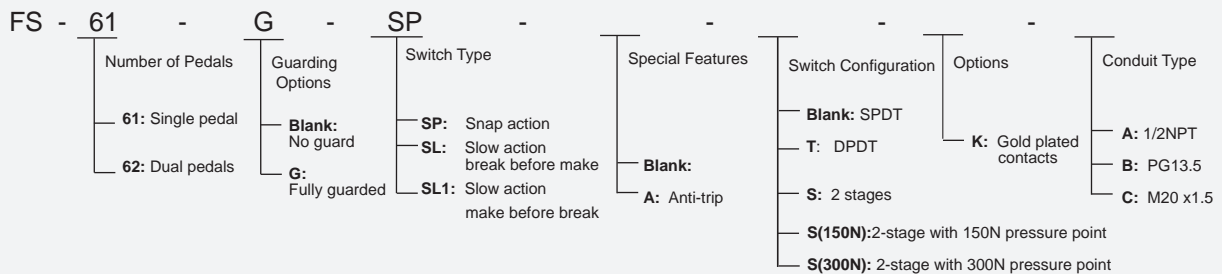 FS - 61 - G - SP - - - -
Number of Pedals
61: Single pedal
62: Dual pedals
Guarding
Options
Blank:
No guard
G:
Fully guarded
Switch Type
SP: Snap action
SL: Slow action
break before make
SL1: Slow action
make before break
Special Features
Blank:
A: Anti-trip
Switch Configuration
Blank: SPDT
T: DPDT
S: 2 stages
S(150N):2-stage with 150N pressure point
S(300N): 2-stage with 300N pressure point
Options
K: Gold plated
contacts
Conduit Type
A: 1/2NPT
B: PG13.5
C: M20 x1.5